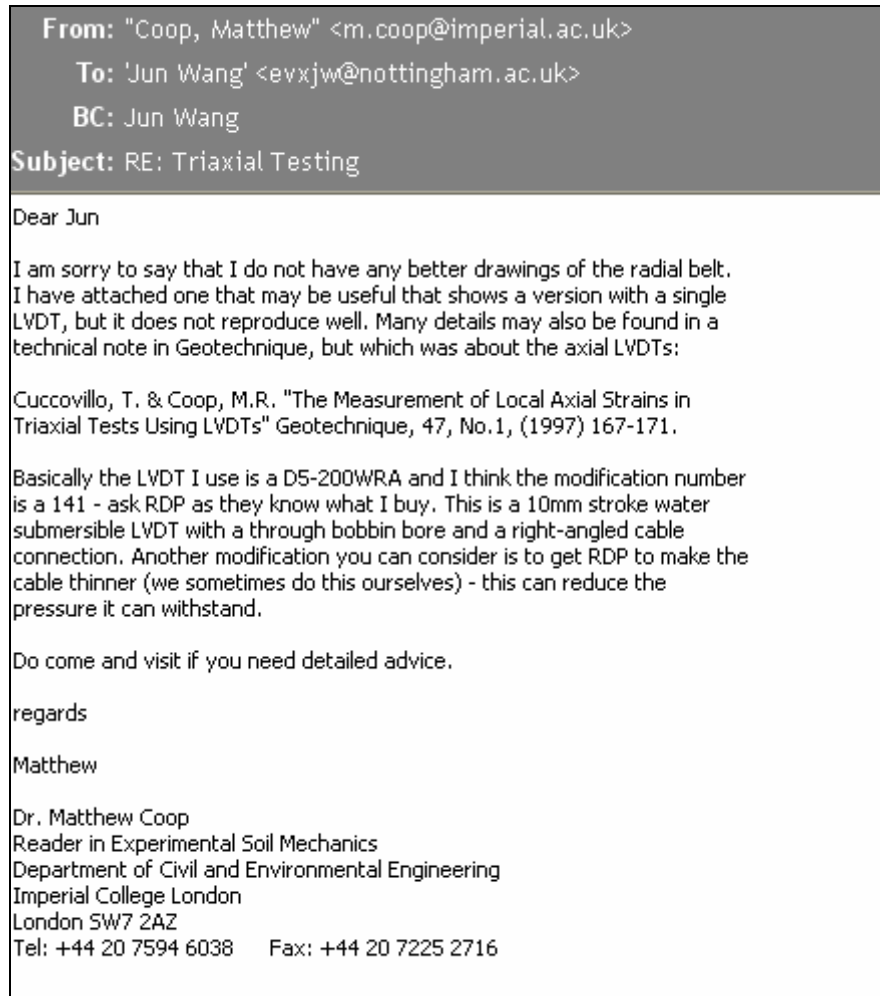 From: "Coop, Matthew" <m.coop@imperial.ac.uk>
To: 'Jun Wang' <evxjw@nottingham.ac.uk>
BC: Jun Wang
Subject: RE: Triaxial Testing
Dear Jun
I am sorry to say that I do not have any better drawings of the radial belt.
I have attached one that may be useful that shows a version with a single
LVDT, but it does not reproduce well. Many details may also be found in a
technical note in Geotechnique, but which was about the axial LVDTs:
Cuccovillo, T. & Coop, M.R. "The Measurement of Local Axial Strains in
Triaxial Tests Using LVDTs" Geotechnique, 47, No.1, (1997) 167-171.
Basically the LVDT I use is a D5-200WRA and I think the modification number
is a 141 - ask RDP as they know what I buy. This is a 10mm stroke water
submersible LVDT with a through bobbin bore and a right-angled cable
connection. Another modification you can consider is to get RDP to make the
cable thinner (we sometimes do this ourselves) - this can reduce the
pressure it can withstand.
Do come and visit if you need detailed advice.
regards
Matthew
Dr. Matthew Coop
Reader in Experimental Soil Mechanics
Department of Civil and Environmental Engineering
Imperial College London
London SW7 2AZ
Tel: +44 20 7594 6038 Fax: +44 20 7225 2716